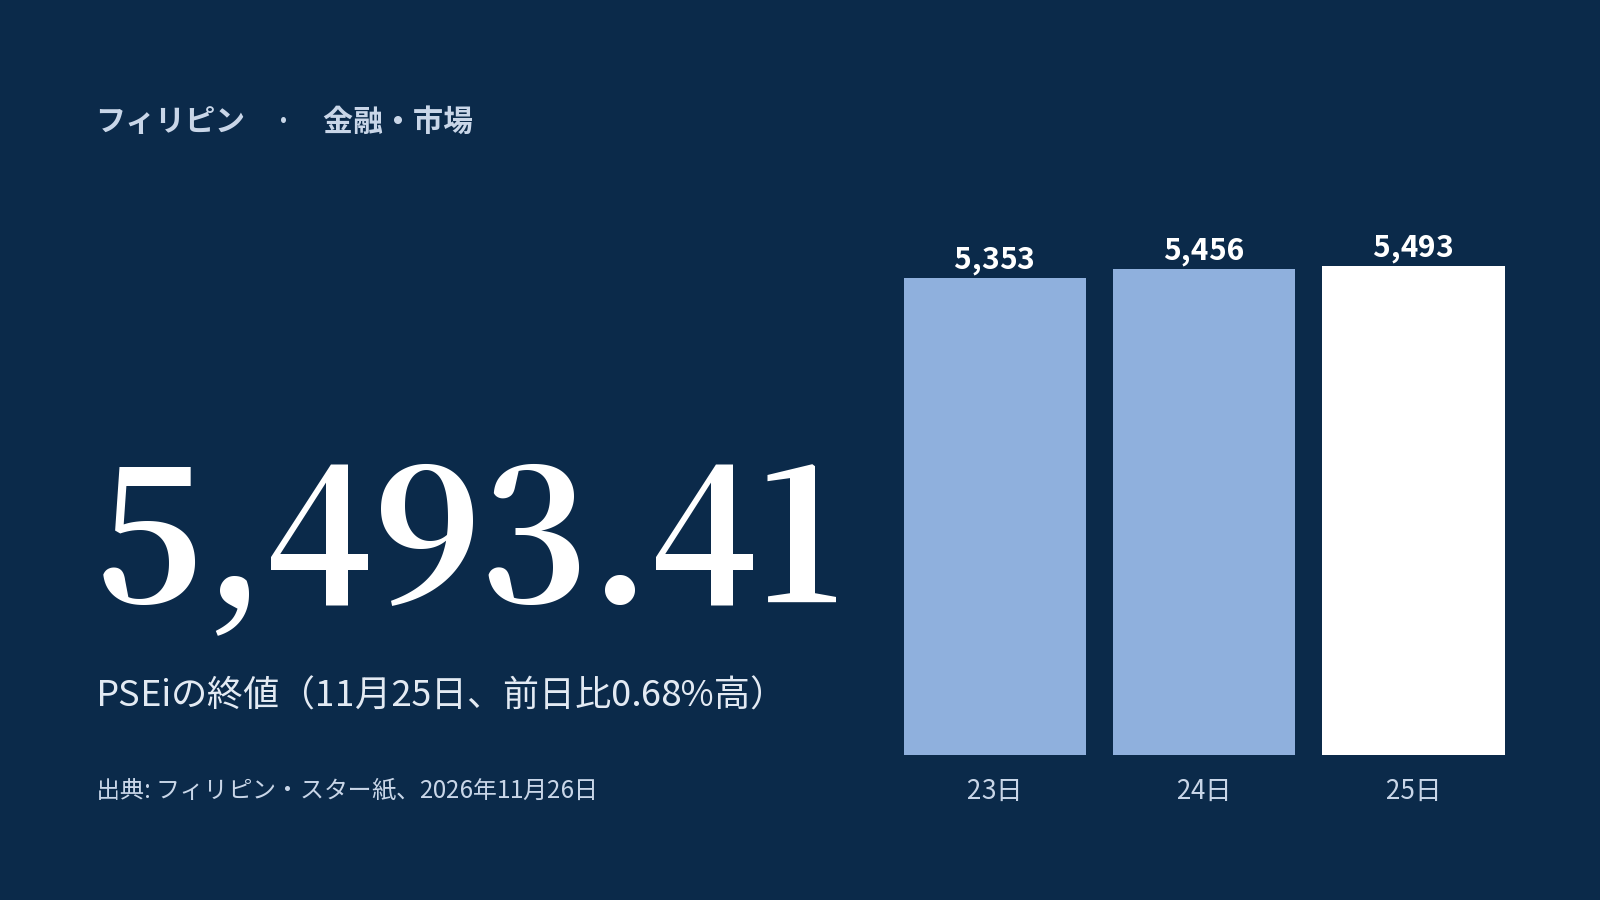 フィリピン ・ 金融・市場
5,353
5,456
5,493
5,493.41
PSEiの終値（11月25日、前日比0.68%高）
出典: フィリピン・スター紙、2026年11月26日
23日
24日
25日